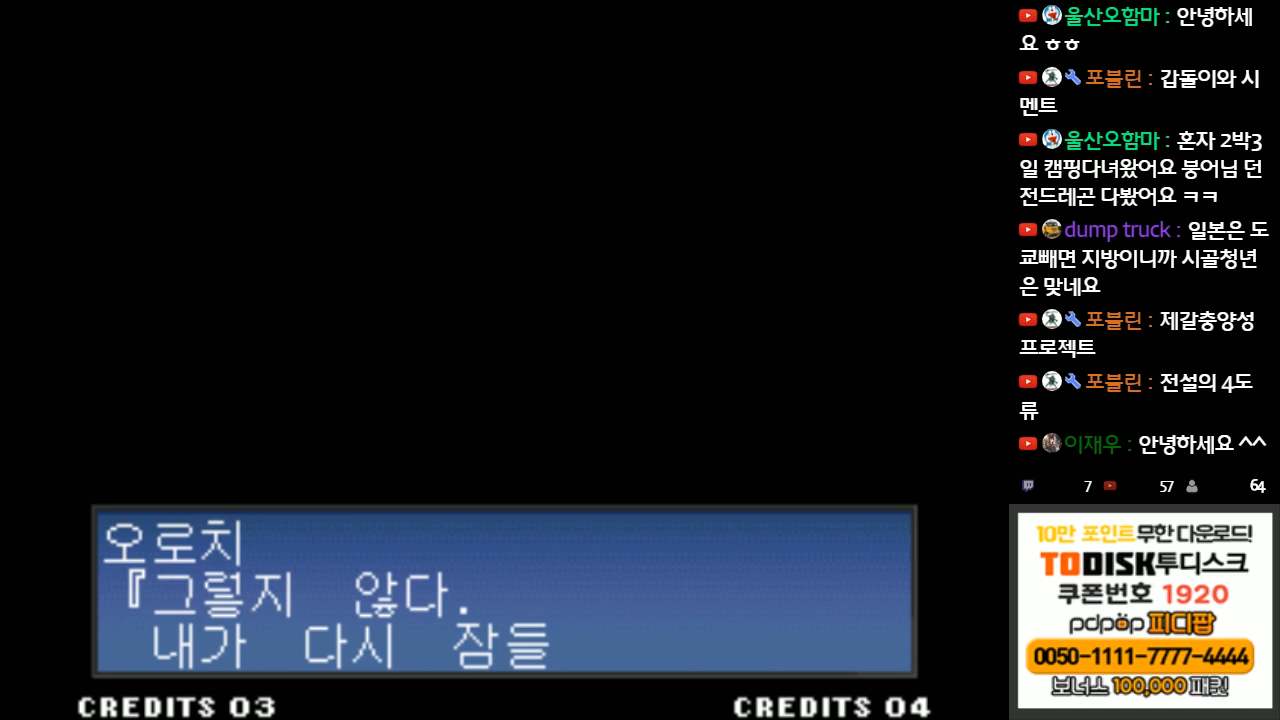 울산오함마 : 안녕하세
요 ㅎㅎ
포블린 : 갑돌이와 시
멘트
울산오함마 : 혼자 2박3
일 캠핑다녀왔어요 붕어님 던
전드레곤 다봤어요 ㅋㅋ
dump truck : 일본은 도
쿄빼면 지방이니까 시골청년
은 맞네요
포블린 : 제갈충양성
프로젝트
포블린 : 전설의 4도
류
이재우 : 안녕하세요 ^^
7 57 64
오로치
『그렇지 않다.
내가 다시 잠들
CREDITS 03
CREDITS 04
10만 포인트 무한 다운로드!
TODISK 투디스크
쿠폰번호 1920
pdpop 피디팝
0050-1111-7777-4444
보너스 100,000 패킷